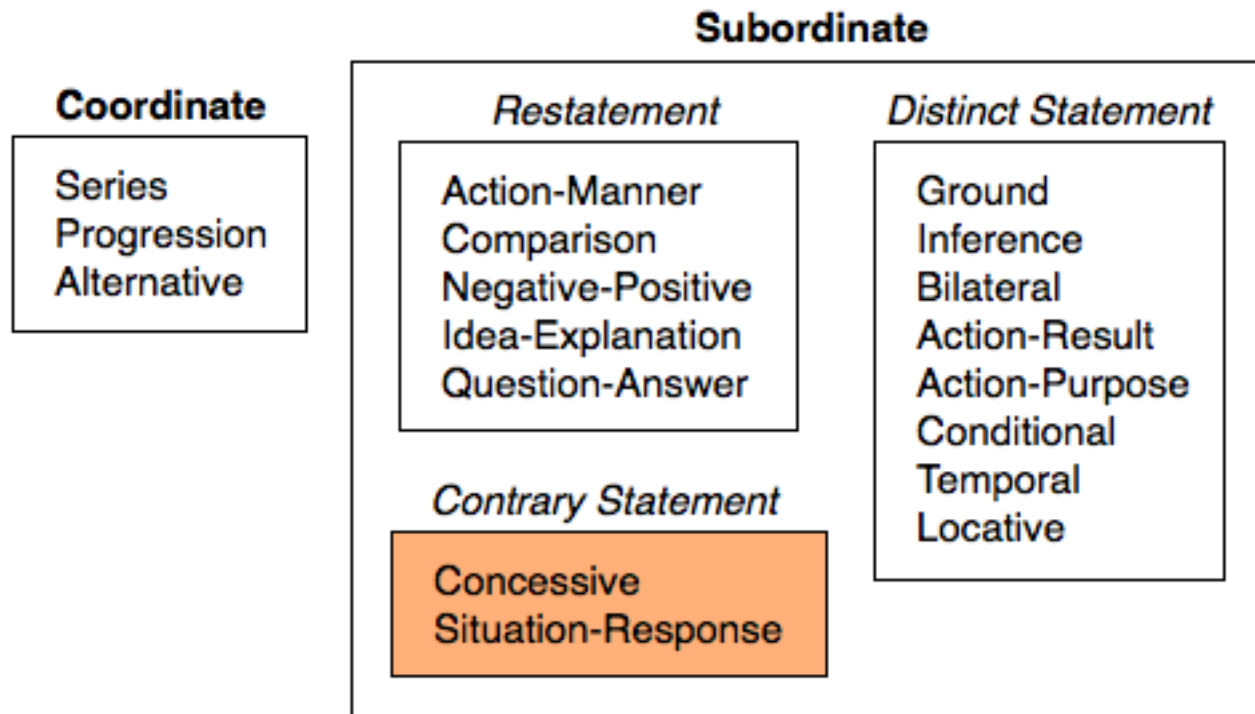 Subordinate
Coordinate
Series
Progression
Alternative
Restatement
Action-Manner
Comparison
Negative-Positive
Idea-Explanation
Question-Answer
Contrary Statement
Concessive
Situation-Response
Distinct Statement
Ground
Inference
Bilateral
Action-Result
Action-Purpose
Conditional
Temporal
Locative